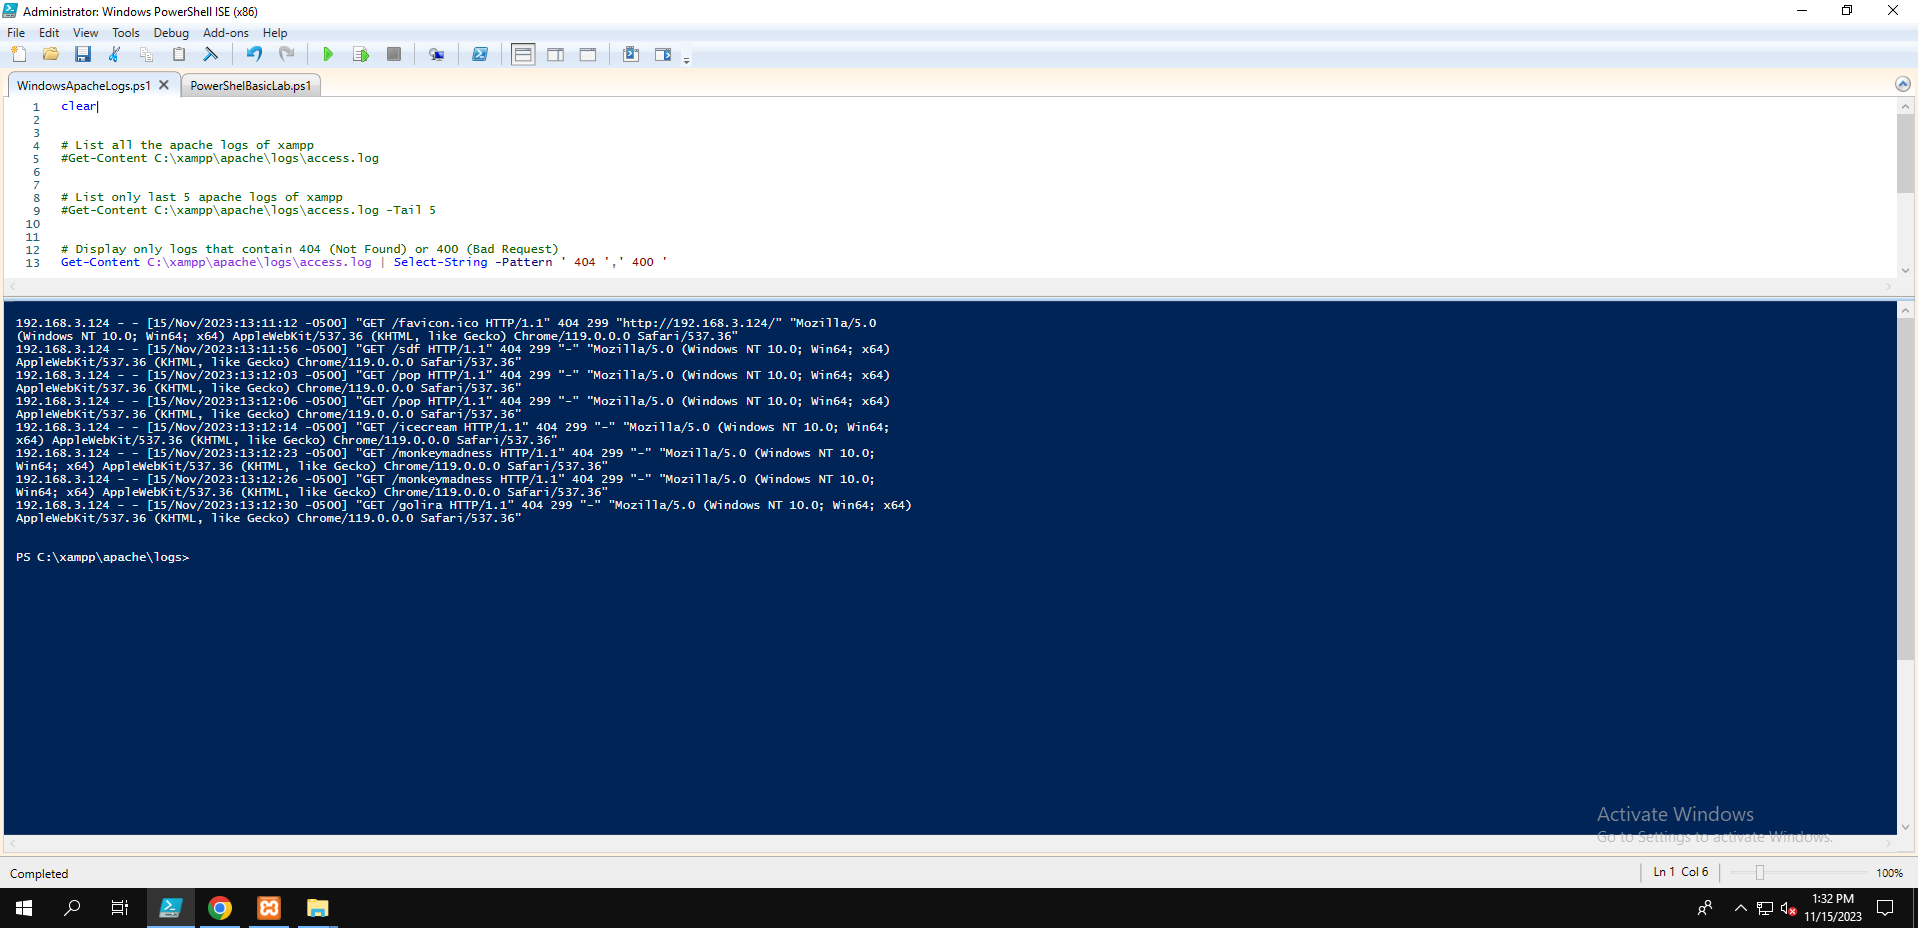 Administrator: Windows PowerShell ISE (x86)
File Edit View Tools Debug Add-ons Help
WindowsApacheLogs.ps1 PowerShelBasicLab.ps1
1 clear
2
3
4 # List all the apache logs of xampp
5 #Get-Content C:\xampp\apache\logs\access.log
6
7
8 # List only last 5 apache logs of xampp
9 #Get-Content C:\xampp\apache\logs\access.log -Tail 5
10
11
12 # Display only logs that contain 404 (Not Found) or 400 (Bad Request)
13 Get-Content C:\xampp\apache\logs\access.log | Select-String -Pattern ' 404 ',' 400 '
192.168.3.124 - - [15/Nov/2023:13:11:12 -0500] "GET /favicon.ico HTTP/1.1" 404 299 "http://192.168.3.124/" "Mozilla/5.0
(Windows NT 10.0; Win64; x64) AppleWebKit/537.36 (KHTML, like Gecko) Chrome/119.0.0.0 Safari/537.36"
192.168.3.124 - - [15/Nov/2023:13:11:56 -0500] "GET /sdf HTTP/1.1" 404 299 "-" "Mozilla/5.0 (Windows NT 10.0; Win64; x64)
AppleWebKit/537.36 (KHTML, like Gecko) Chrome/119.0.0.0 Safari/537.36"
192.168.3.124 - - [15/Nov/2023:13:12:03 -0500] "GET /pop HTTP/1.1" 404 299 "-" "Mozilla/5.0 (Windows NT 10.0; Win64; x64)
AppleWebKit/537.36 (KHTML, like Gecko) Chrome/119.0.0.0 Safari/537.36"
192.168.3.124 - - [15/Nov/2023:13:12:06 -0500] "GET /pop HTTP/1.1" 404 299 "-" "Mozilla/5.0 (Windows NT 10.0; Win64; x64)
AppleWebKit/537.36 (KHTML, like Gecko) Chrome/119.0.0.0 Safari/537.36"
192.168.3.124 - - [15/Nov/2023:13:12:14 -0500] "GET /icecream HTTP/1.1" 404 299 "-" "Mozilla/5.0 (Windows NT 10.0; Win64;
x64) AppleWebKit/537.36 (KHTML, like Gecko) Chrome/119.0.0.0 Safari/537.36"
192.168.3.124 - - [15/Nov/2023:13:12:23 -0500] "GET /monkeymadness HTTP/1.1" 404 299 "-" "Mozilla/5.0 (Windows NT 10.0;
Win64; x64) AppleWebKit/537.36 (KHTML, like Gecko) Chrome/119.0.0.0 Safari/537.36"
192.168.3.124 - - [15/Nov/2023:13:12:26 -0500] "GET /monkeymadness HTTP/1.1" 404 299 "-" "Mozilla/5.0 (Windows NT 10.0;
Win64; x64) AppleWebKit/537.36 (KHTML, like Gecko) Chrome/119.0.0.0 Safari/537.36"
192.168.3.124 - - [15/Nov/2023:13:12:30 -0500] "GET /golira HTTP/1.1" 404 299 "-" "Mozilla/5.0 (Windows NT 10.0; Win64; x64)
AppleWebKit/537.36 (KHTML, like Gecko) Chrome/119.0.0.0 Safari/537.36"
PS C:\xampp\apache\logs>
Activate Windows
Go to Settings to activate Windows.
Completed
Ln 1 Col 6
100%
1:32 PM
11/15/2023